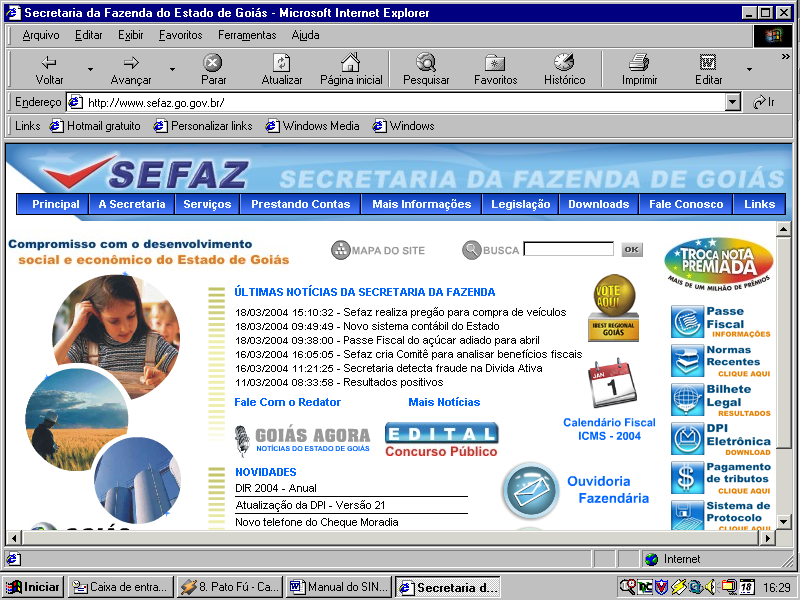 Secretaria da Fazenda do Estado de Goiás - Microsoft Internet Explorer
Arquivo Editar Exibir Favoritos Ferramentas Ajuda
Voltar Avançar Parar Atualizar Página inicial Pesquisar Favoritos Histórico Imprimir Editar
Endereço http://www.sefaz.go.gov.br/ Ir
Links Hotmail gratuito Personalizar links Windows Media Windows
SEFAZ SECRETARIA DA FAZENDA DE GOIÁS
Principal A Secretaria Serviços Prestando Contas Mais Informações Legislação Downloads Fale Conosco Links
Compromisso com o desenvolvimento
social e econômico do Estado de Goiás
MAPA DO SITE BUSCA OK
TROCA NOTA
PREMIADA
MAIS DE UM MILHÃO DE PRÊMIOS
ÚLTIMAS NOTÍCIAS DA SECRETARIA DA FAZENDA
18/03/2004 15:10:32 - Sefaz realiza pregão para compra de veículos
18/03/2004 09:49:49 - Novo sistema contábil do Estado
18/03/2004 09:38:00 - Passe Fiscal do açúcar adiado para abril
16/03/2004 16:05:05 - Sefaz cria Comitê para analisar benefícios fiscais
16/03/2004 11:21:25 - Secretaria detecta fraude na Divida Ativa
11/03/2004 08:33:58 - Resultados positivos
Fale Com o Redator Mais Notícias
VOTE
AQUI
IBEST REGIONAL
GOIÁS
JAN
1
Calendário Fiscal
ICMS - 2004
GOIÁS AGORA
NOTÍCIAS DO ESTADO DE GOIÁS
EDITAL
Concurso Público
NOVIDADES
DIR 2004 - Anual
Atualização da DPI - Versão 21
Novo telefone do Cheque Moradia
Ouvidoria
Fazendária
Passe
Fiscal
INFORMAÇÕES
Normas
Recentes
CLIQUE AQUI
Bilhete
Legal
RESULTADOS
DPI
Eletrônica
DOWNLOAD
Pagamento
de tributos
CLIQUE AQUI
Sistema de
Protocolo
CLIQUE AQUI
GOIÁS
Internet
Iniciar Caixa de entra... 8. Pato Fú - Ca... Manual do SIN... Secretaria d... 18 16:29